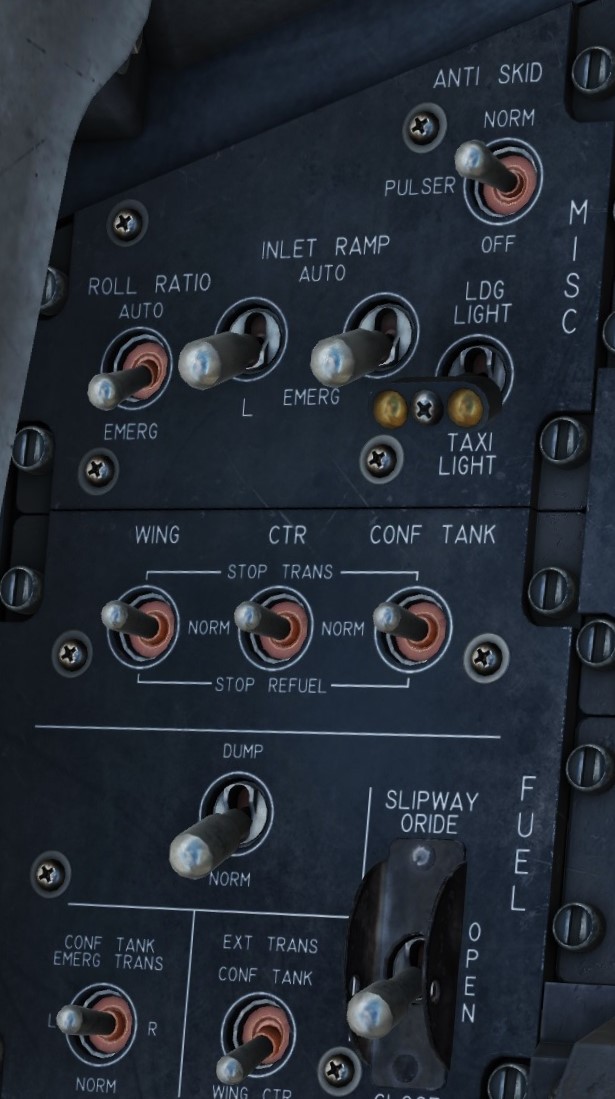 ANTI SKID
NORM
PULSER
OFF
MISC
INLET RAMP
AUTO
ROLL RATIO
AUTO
LDG
LIGHT
L
EMERG
EMERG
TAXI
LIGHT
WING CTR CONF TANK
STOP TRANS
NORM NORM
STOP REFUEL
DUMP
NORM
SLIPWAY
ORIDE
FUEL
OPEN
CONF TANK
EMERG TRANS
L R
NORM
EXT TRANS
CONF TANK
WING CTR